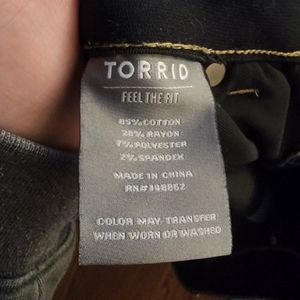 TORRID
FEEL THE FIT
65% COTTON
26% RAYON
7% POLYESTER
2% SPANDEX
MADE IN CHINA
RN# 148862
COLOR MAY TRANSFER
WHEN WORN OR WASHED